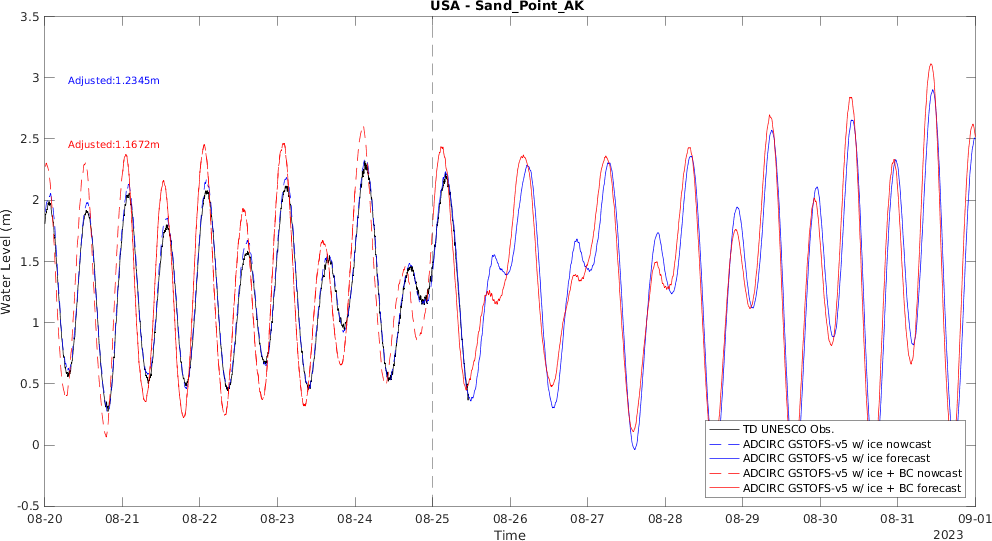 USA - Sand_Point_AK
3.5
3
2.5
2
1.5
1
0.5
0
-0.5
Water Level (m)
Adjusted:1.2345m
Adjusted:1.1672m
TD UNESCO Obs.
ADCIRC GSTOFS-v5 w/ ice nowcast
ADCIRC GSTOFS-v5 w/ ice forecast
ADCIRC GSTOFS-v5 w/ ice + BC nowcast
ADCIRC GSTOFS-v5 w/ ice + BC forecast
08-20 08-21 08-22 08-23 08-24 08-25 08-26 08-27 08-28 08-29 08-30 08-31 09-01
Time
2023